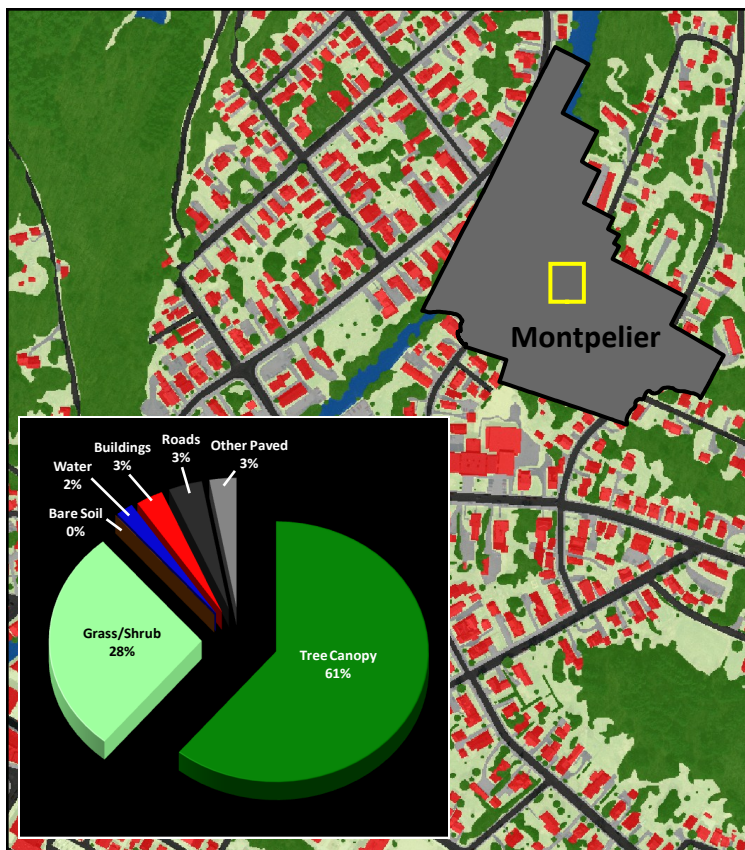 Montpelier
Roads
3%
Other Paved
3%
Buildings
3%
Water
2%
Bare Soil
0%
Grass/Shrub
28%
Tree Canopy
61%